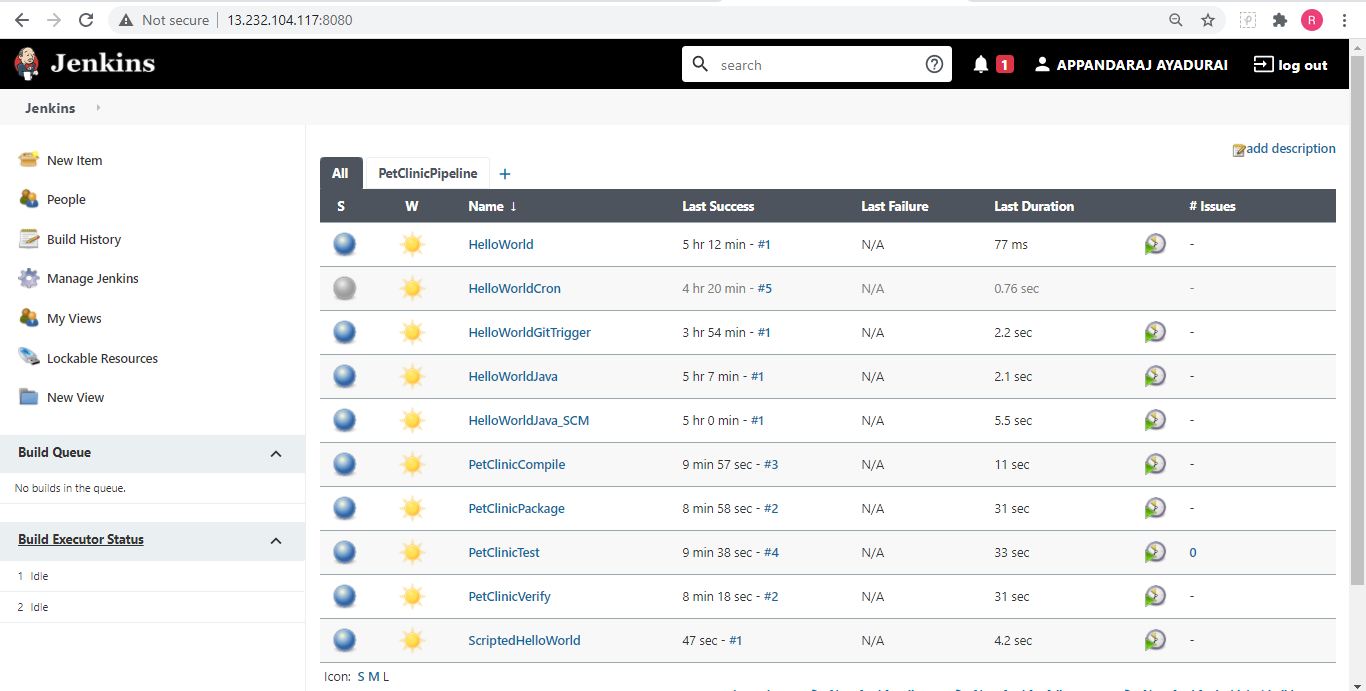 Not secure 13.232.104.117:8080 R
Jenkins search 1 APPANDARAJ AYADURAI log out
Jenkins
add description
New Item
People
Build History
Manage Jenkins
My Views
Lockable Resources
New View
Build Queue
No builds in the queue.
Build Executor Status
1 Idle
2 Idle
All PetClinicPipeline +
S W Name ↓ Last Success Last Failure Last Duration # Issues
HelloWorld 5 hr 12 min - #1 N/A 77 ms -
HelloWorldCron 4 hr 20 min - #5 N/A 0.76 sec -
HelloWorldGitTrigger 3 hr 54 min - #1 N/A 2.2 sec -
HelloWorldJava 5 hr 7 min - #1 N/A 2.1 sec -
HelloWorldJava_SCM 5 hr 0 min - #1 N/A 5.5 sec -
PetClinicCompile 9 min 57 sec - #3 N/A 11 sec -
PetClinicPackage 8 min 58 sec - #2 N/A 31 sec -
PetClinicTest 9 min 38 sec - #4 N/A 33 sec 0
PetClinicVerify 8 min 18 sec - #2 N/A 31 sec -
ScriptedHelloWorld 47 sec - #1 N/A 4.2 sec -
Icon: S M L